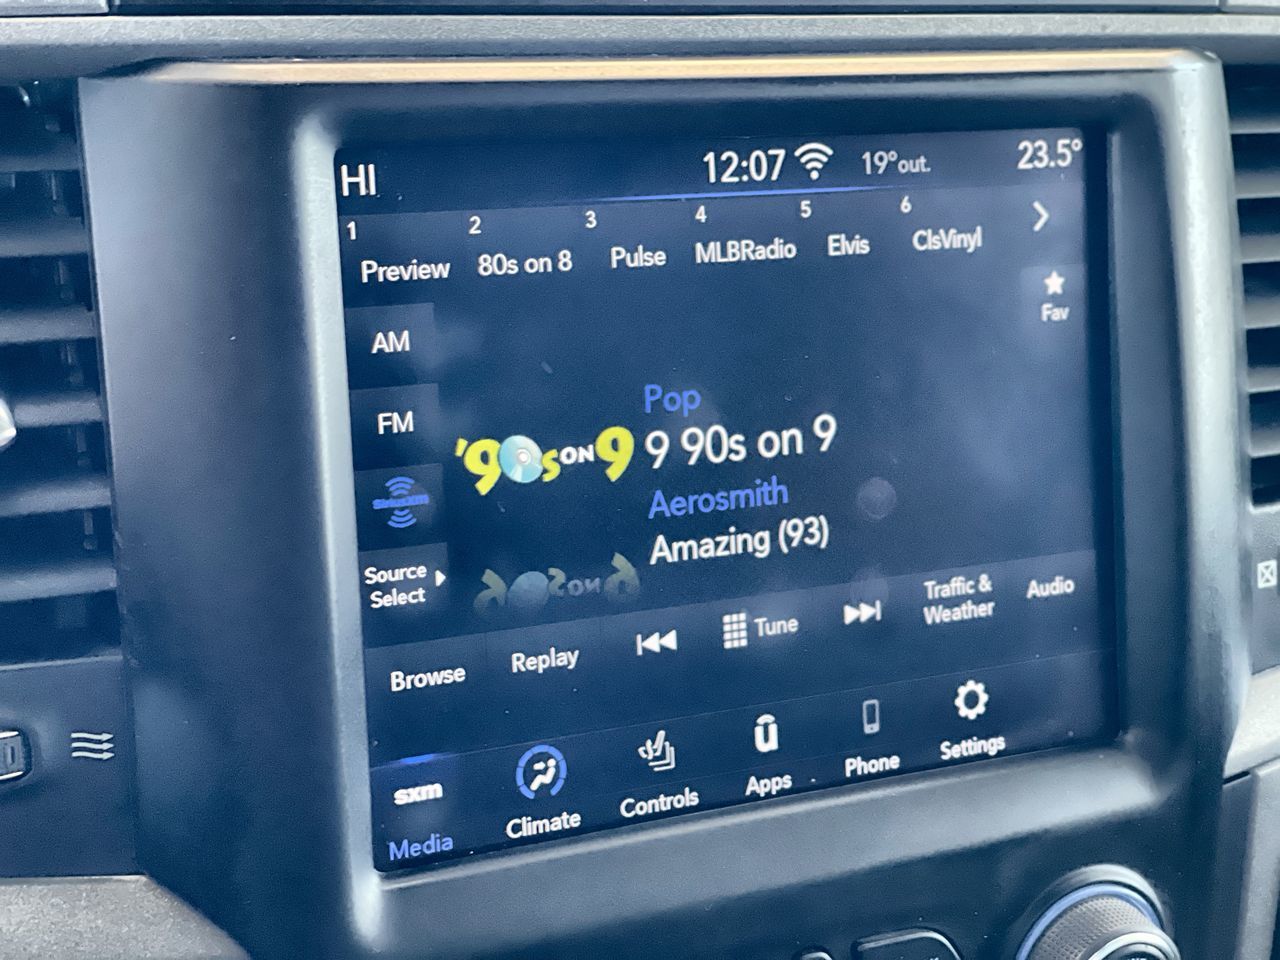 HI 12:07 19° out. 23.5°
1 2 3 4 5 6
Preview 80s on 8 Pulse MLBRadio Elvis ClsVinyl
Fav
AM
FM
SiriusXM
Source
Select
'90s ON 9
Pop
9 90s on 9
Aerosmith
Amazing (93)
Browse Replay Tune Traffic &
Weather Audio
sxm
Media Climate Controls Apps Phone Settings